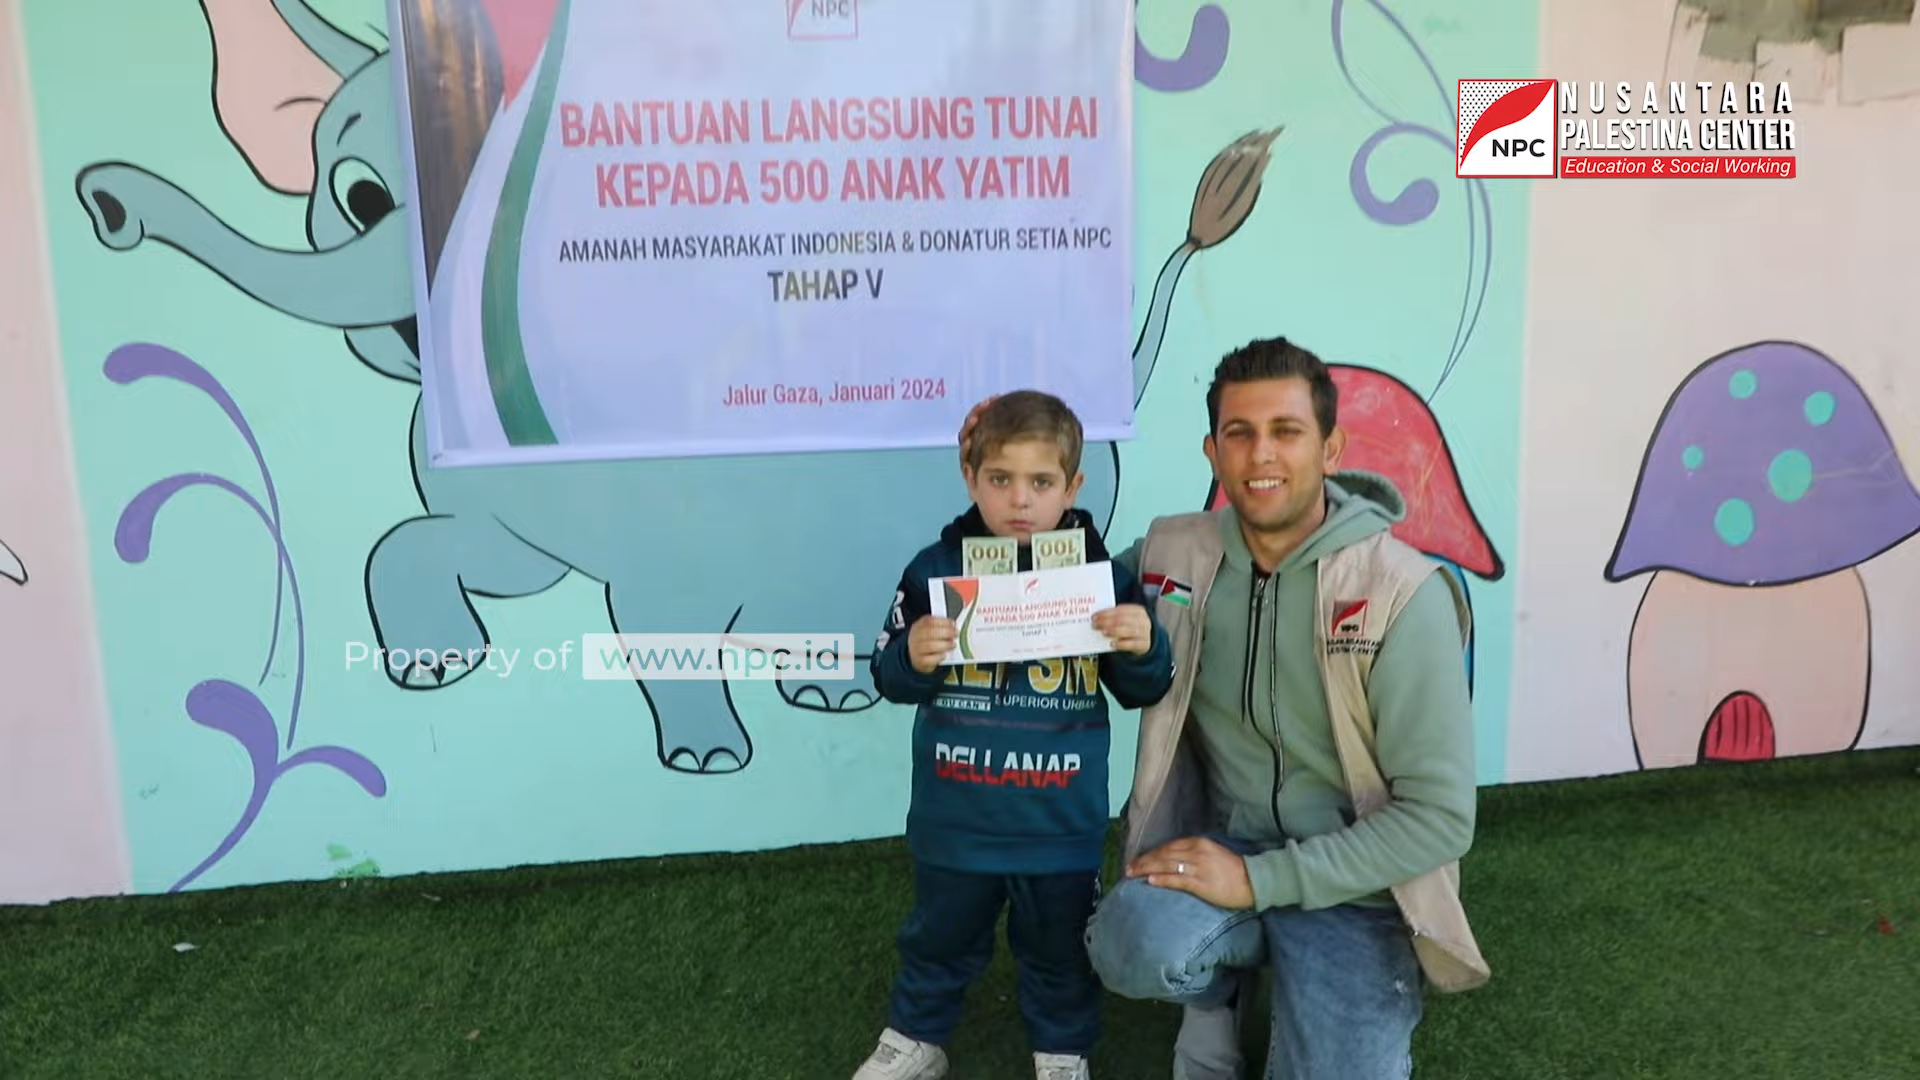 NPC
BANTUAN LANGSUNG TUNAI
KEPADA 500 ANAK YATIM
AMANAH MASYARAKAT INDONESIA & DONATUR SETIA NPC
TAHAP V
Jalur Gaza, Januari 2024
NPC
NUSANTARA
PALESTINA CENTER
Education & Social Working
100
100
BANTUAN LANGSUNG TUNAI
KEPADA 500 ANAK YATIM
Property of www.npc.id
SUPERIOR
DELLANAP
NPC